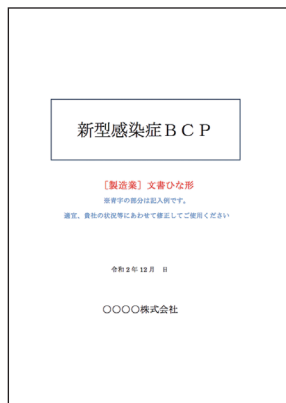 新型感染症ＢＣＰ
［製造業］文書ひな形
※青字の部分は記入例です。
適宜、貴社の状況等にあわせて修正してご使用ください
令和２年12月　日
〇〇〇〇株式会社